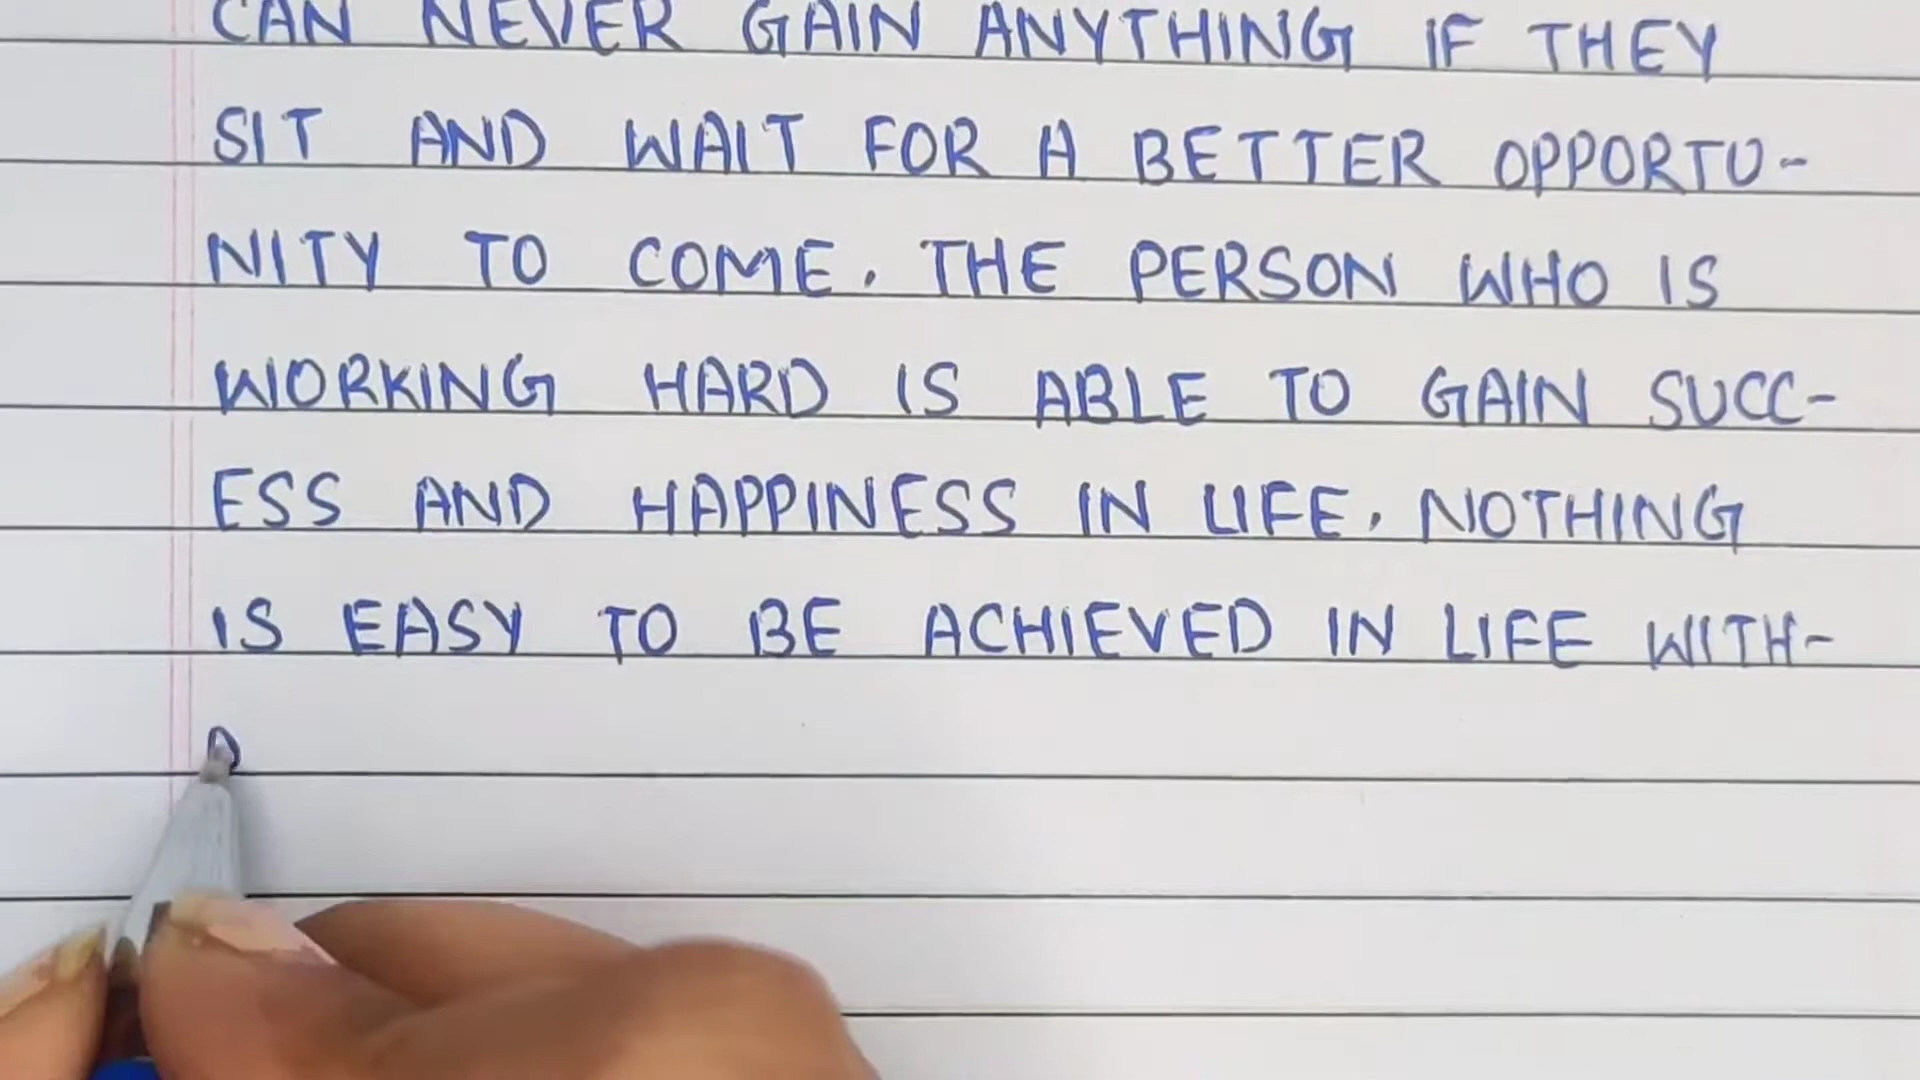 CAN NEVER GAIN ANYTHING IF THEY
SIT AND WAIT FOR A BETTER OPPORTU-
NITY TO COME. THE PERSON WHO IS
WORKING HARD IS ABLE TO GAIN SUCC-
ESS AND HAPPINESS IN LIFE. NOTHING
IS EASY TO BE ACHIEVED IN LIFE WITH-